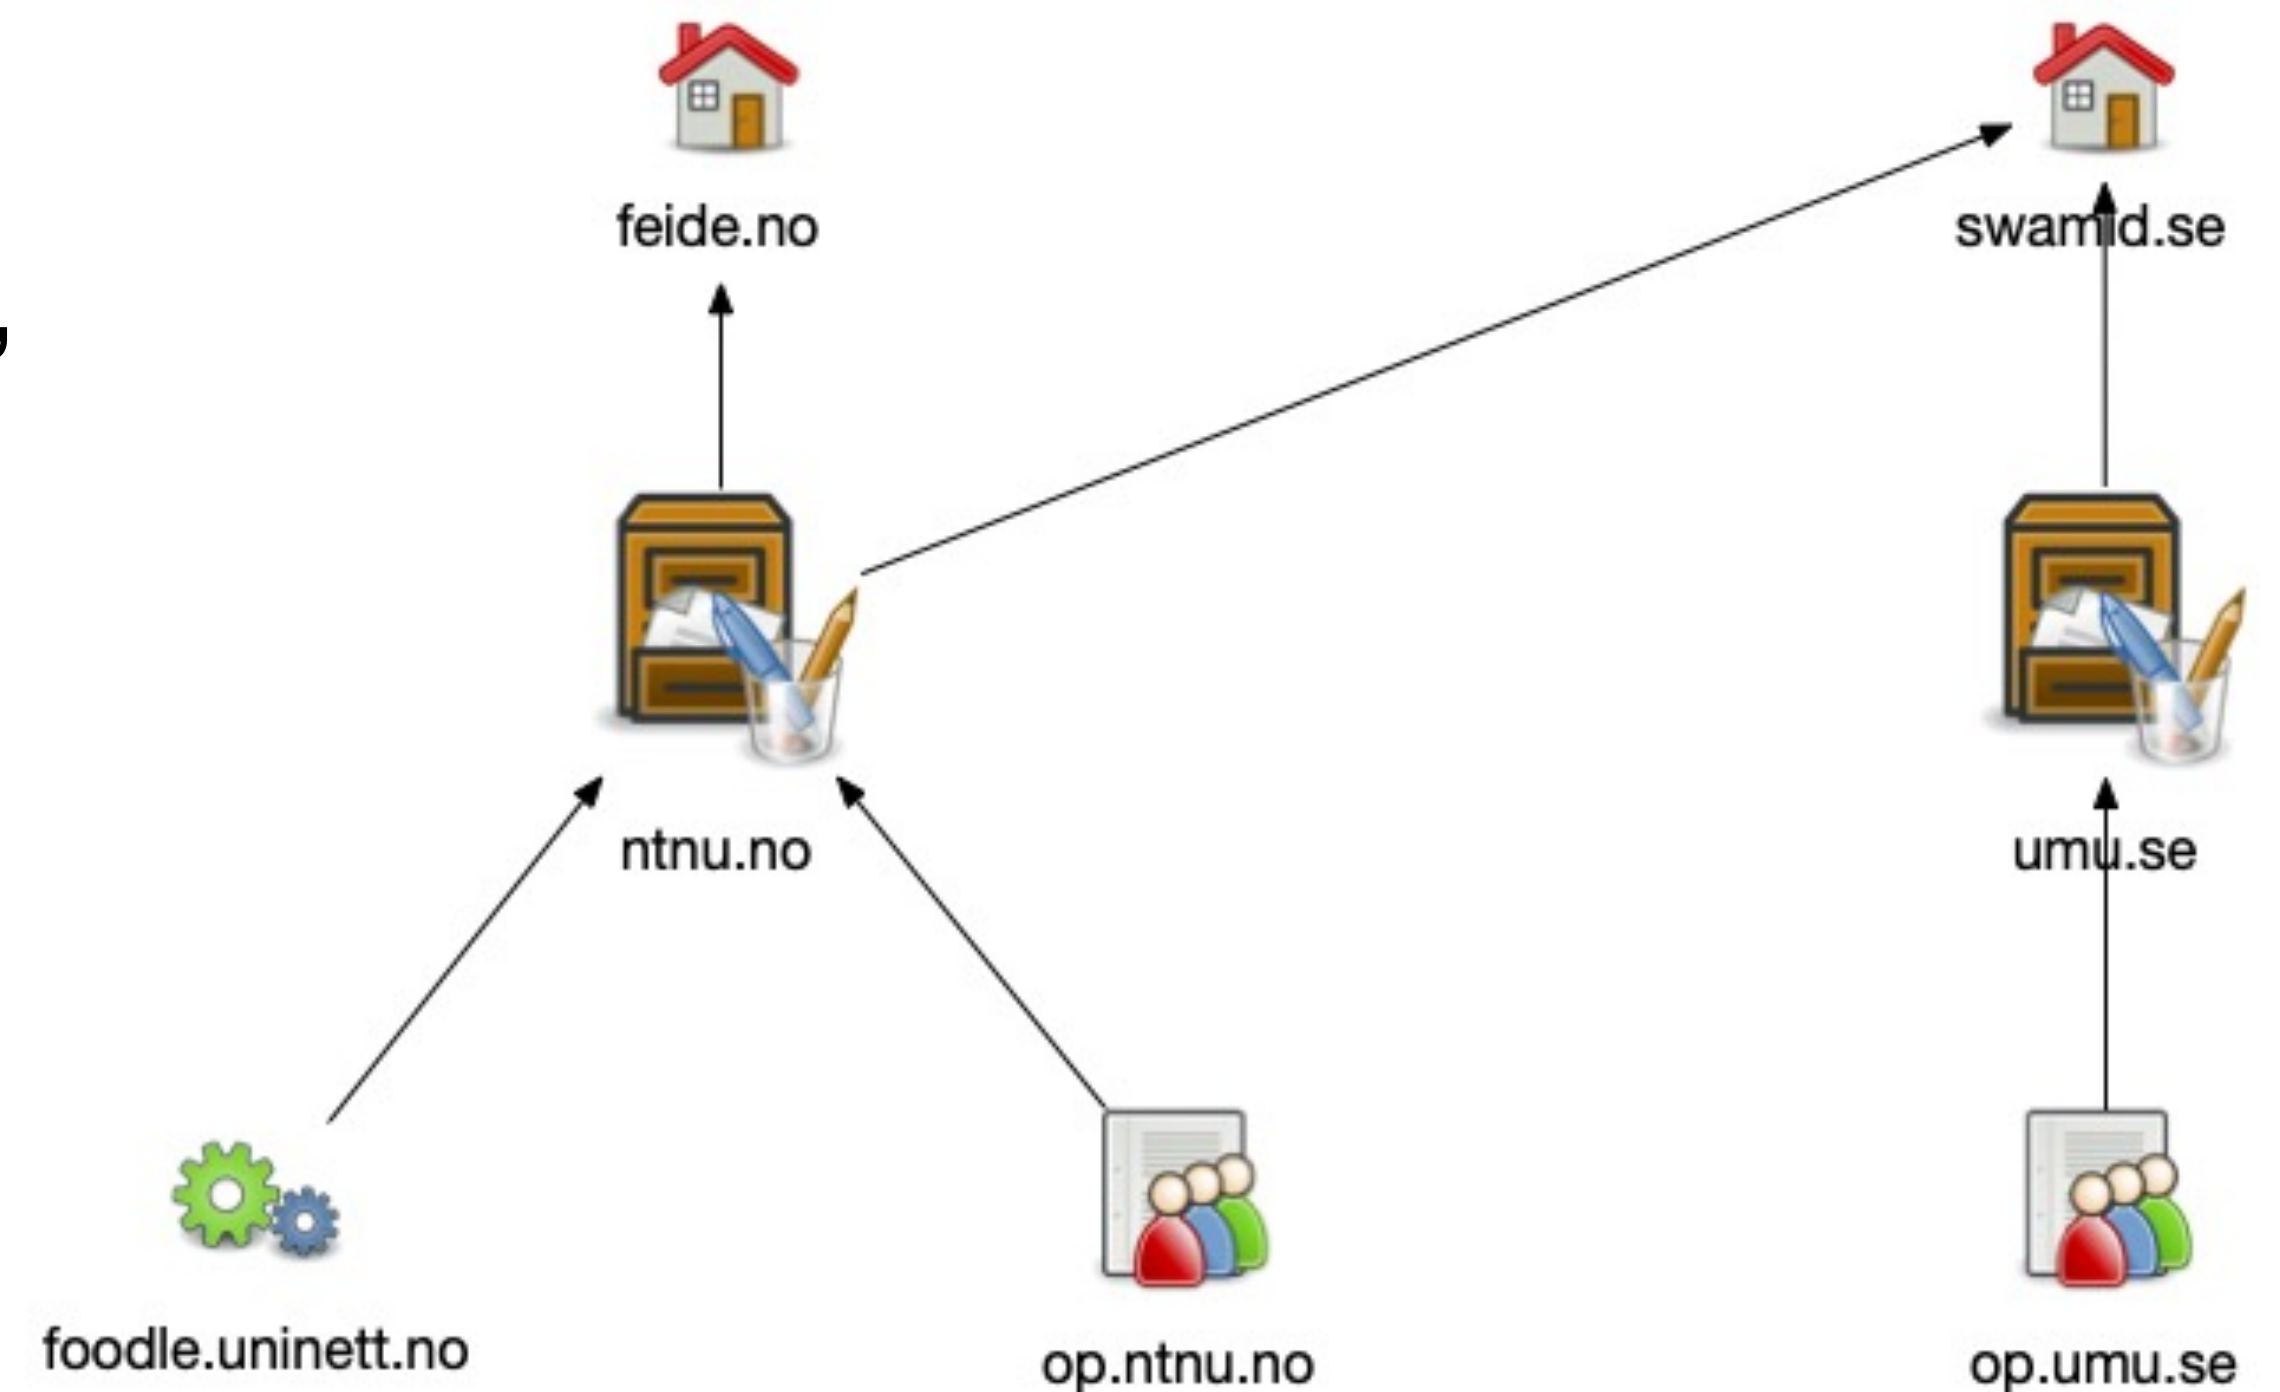 feide.no
swamid.se
,
ntnu.no
umu.se
foodle.uninett.no
op.ntnu.no
op.umu.se